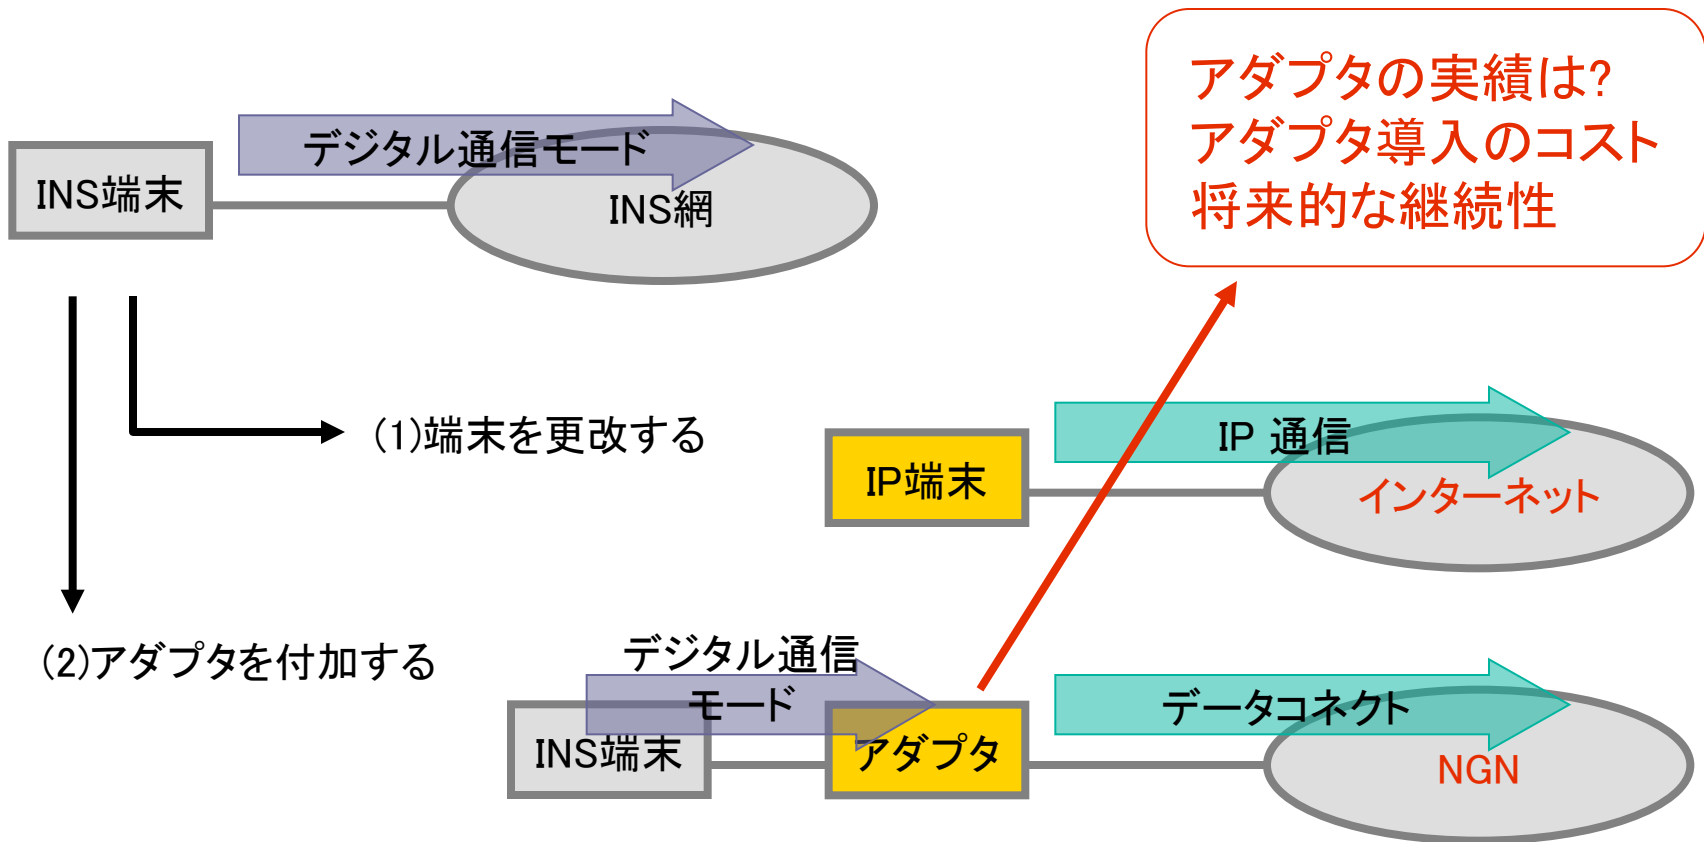 アダプタの実績は?
アダプタ導入のコスト
将来的な継続性
デジタル通信モード
INS端末
INS網
(1)端末を更改する
IP 通信
IP端末
インターネット
(2)アダプタを付加する
デジタル通信
モード
データコネクト
INS端末
アダプタ
NGN